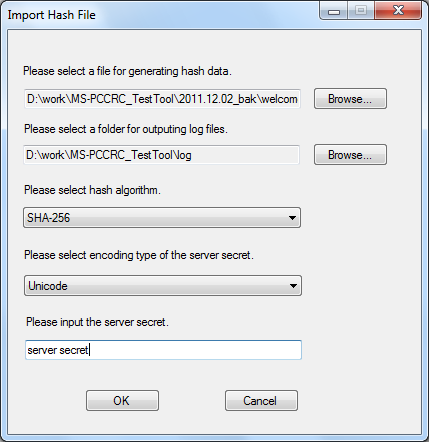 Import Hash File
Please select a file for generating hash data.
D:\work\MS-PCCRC_TestTool\2011.12.02_bak\welcom
Browse...
Please select a folder for outputing log files.
D:\work\MS-PCCRC_TestTool\log
Browse...
Please select hash algorithm.
SHA-256
Please select encoding type of the server secret.
Unicode
Please input the server secret.
server secret
OK
Cancel